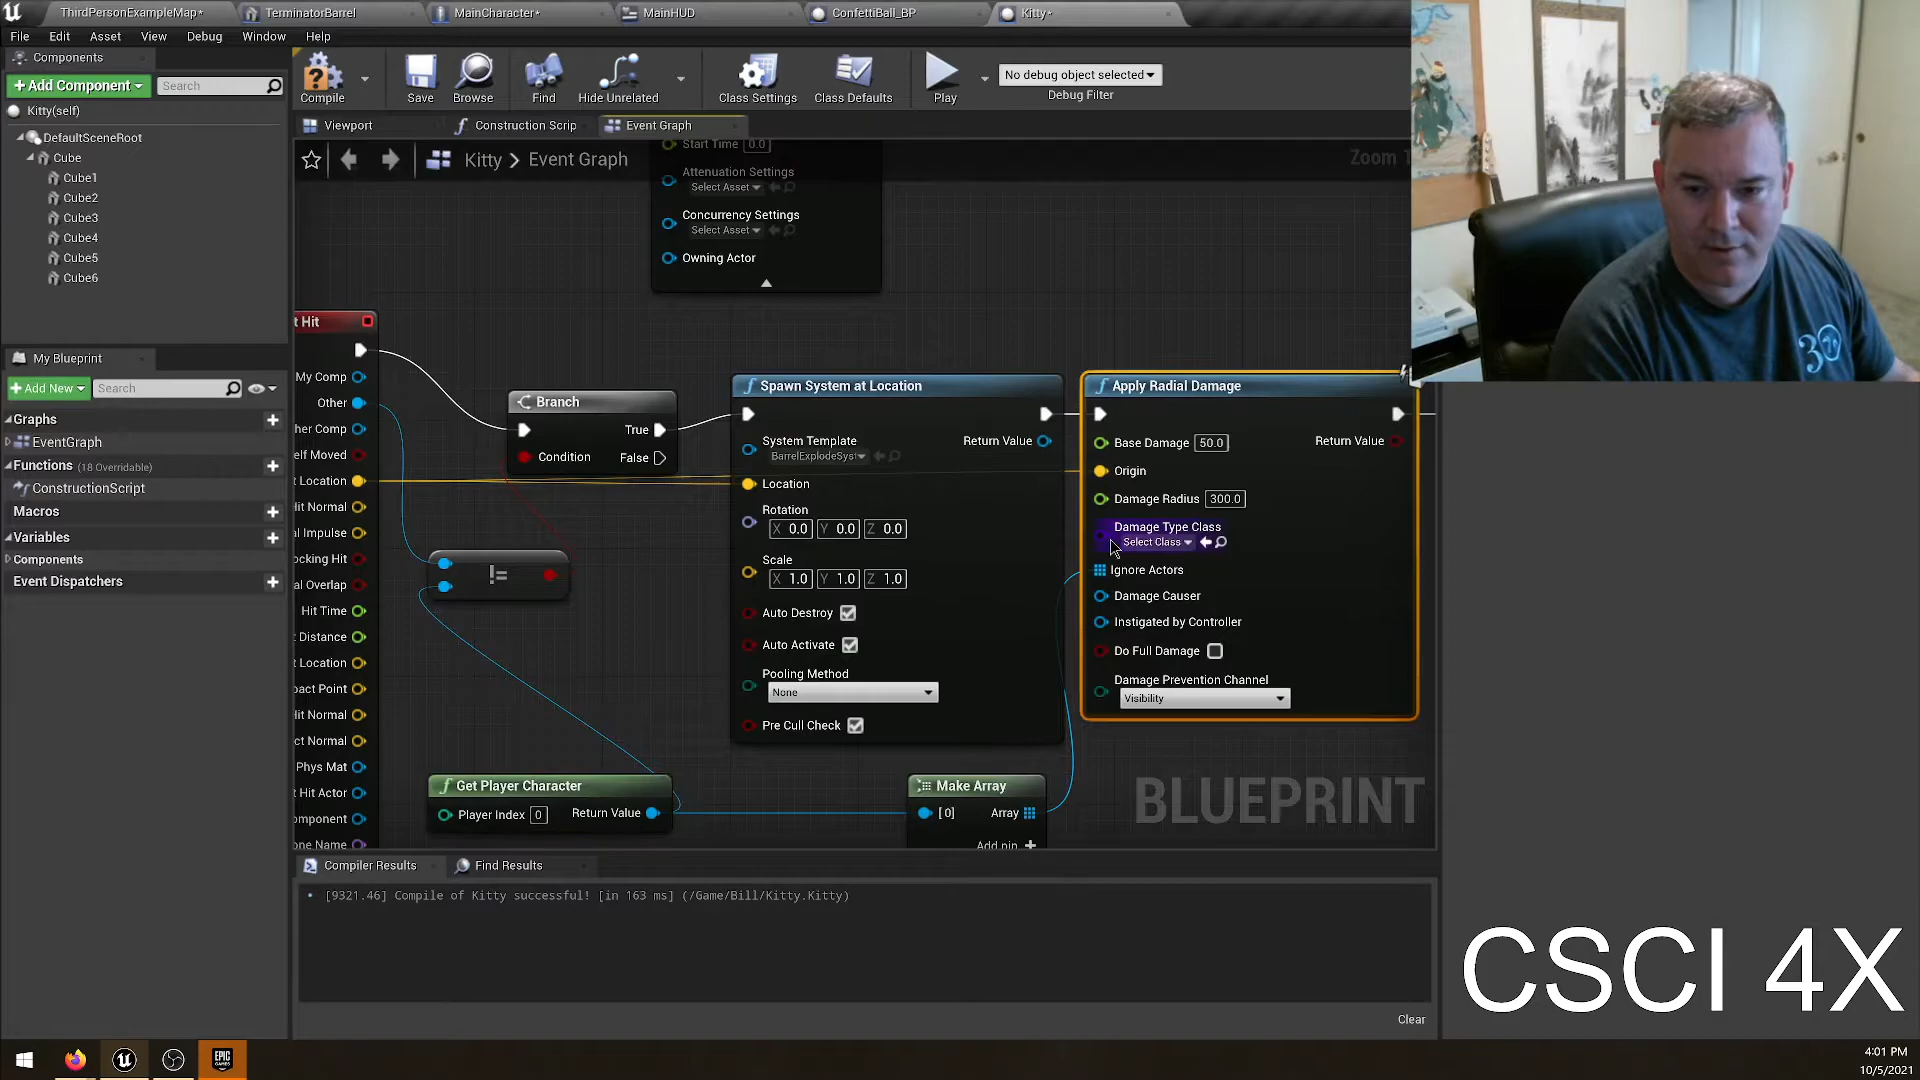 ThirdPersonExampleMap*
TerminatorBarrel
MainCharacter*
MainHUD
ConfettiBall_BP
Kitty*
File Edit Asset View Debug Window Help
Components
+Add Component
Search
Kitty(self)
DefaultSceneRoot
Cube
Cube1
Cube2
Cube3
Cube4
Cube5
Cube6
My Blueprint
+Add New
Search
Graphs
EventGraph
Functions (18 Overridable)
ConstructionScript
Macros
Variables
Components
Event Dispatchers
Compile
Save
Browse
Find
Hide Unrelated
Class Settings
Class Defaults
Play
No debug object selected
Debug Filter
Viewport
Construction Scrip
Event Graph
Kitty > Event Graph
Zoom
Start Time 0.0
Attenuation Settings
Select Asset
Concurrency Settings
Select Asset
Owning Actor
t Hit
My Comp
Other
her Comp
elf Moved
t Location
Hit Normal
mal Impulse
ocking Hit
ial Overlap
Hit Time
t Distance
t Location
pact Point
Hit Normal
ct Normal
Phys Mat
Hit Actor
omponent
one Name
Branch
True
Condition
False
!=
Get Player Character
Player Index 0
Return Value
Spawn System at Location
System Template
BarrelExplodeSyst
Return Value
Location
Rotation
X 0.0 Y 0.0 Z 0.0
Scale
X 1.0 Y 1.0 Z 1.0
Auto Destroy
Auto Activate
Pooling Method
None
Pre Cull Check
Make Array
[0]
Array
Add pin +
Apply Radial Damage
Base Damage 50.0
Return Value
Origin
Damage Radius 300.0
Damage Type Class
Select Class
Ignore Actors
Damage Causer
Instigated by Controller
Do Full Damage
Damage Prevention Channel
Visibility
BLUEPRINT
Compiler Results
Find Results
[9321.46] Compile of Kitty successful! [in 163 ms] (/Game/Bill/Kitty.Kitty)
Clear
30
CSCI 4X
EPIC
GAMES
4:01 PM
10/5/2021